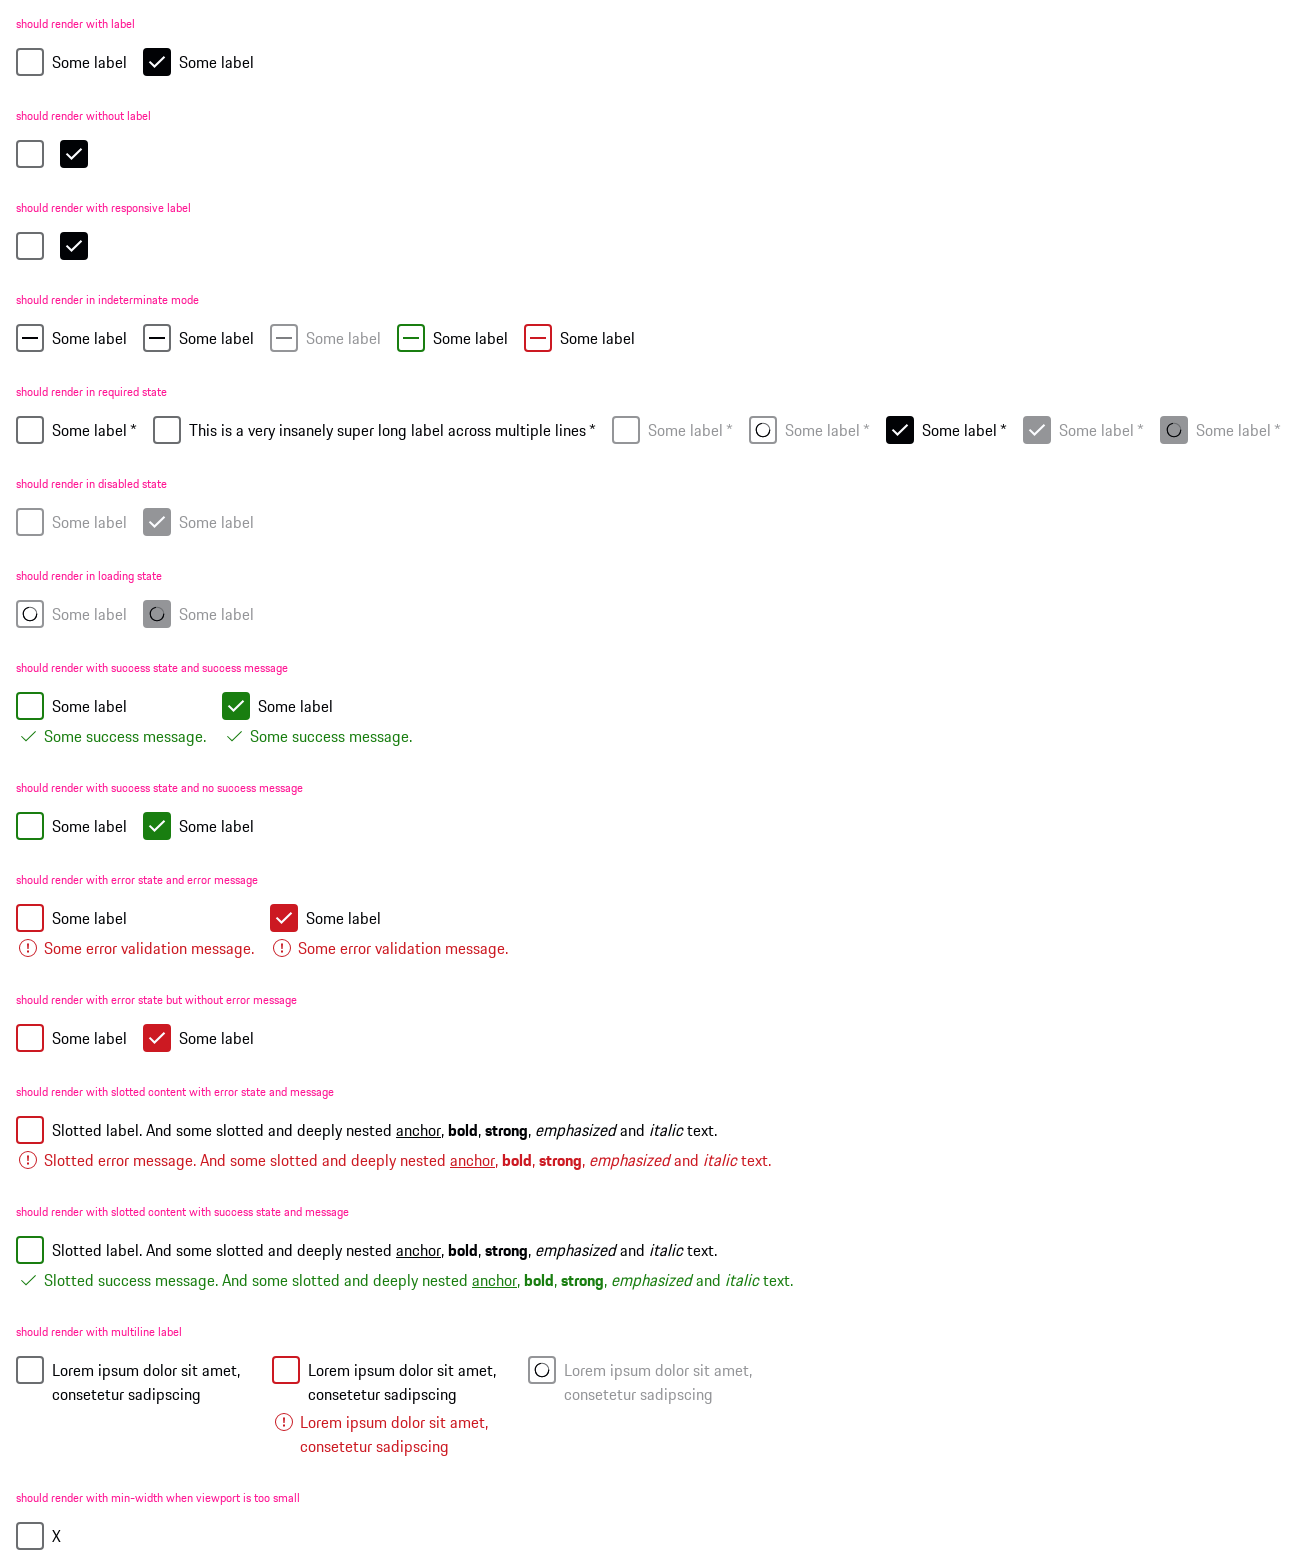 should render with label
Some label Some label
should render without label
should render with responsive label
should render in indeterminate mode
Some label Some label Some label Some label Some label
should render in required state
Some label * This is a very insanely super long label across multiple lines * Some label * Some label * Some label * Some label * Some label *
should render in disabled state
Some label Some label
should render in loading state
Some label Some label
should render with success state and success message
Some label Some label
Some success message. Some success message.
should render with success state and no success message
Some label Some label
should render with error state and error message
Some label Some label
Some error validation message. Some error validation message.
should render with error state but without error message
Some label Some label
should render with slotted content with error state and message
Slotted label. And some slotted and deeply nested anchor, bold, strong, emphasized and italic text.
Slotted error message. And some slotted and deeply nested anchor, bold, strong, emphasized and italic text.
should render with slotted content with success state and message
Slotted label. And some slotted and deeply nested anchor, bold, strong, emphasized and italic text.
Slotted success message. And some slotted and deeply nested anchor, bold, strong, emphasized and italic text.
should render with multiline label
Lorem ipsum dolor sit amet, Lorem ipsum dolor sit amet, Lorem ipsum dolor sit amet,
consetetur sadipscing consetetur sadipscing consetetur sadipscing
Lorem ipsum dolor sit amet,
consetetur sadipscing
should render with min-width when viewport is too small
X